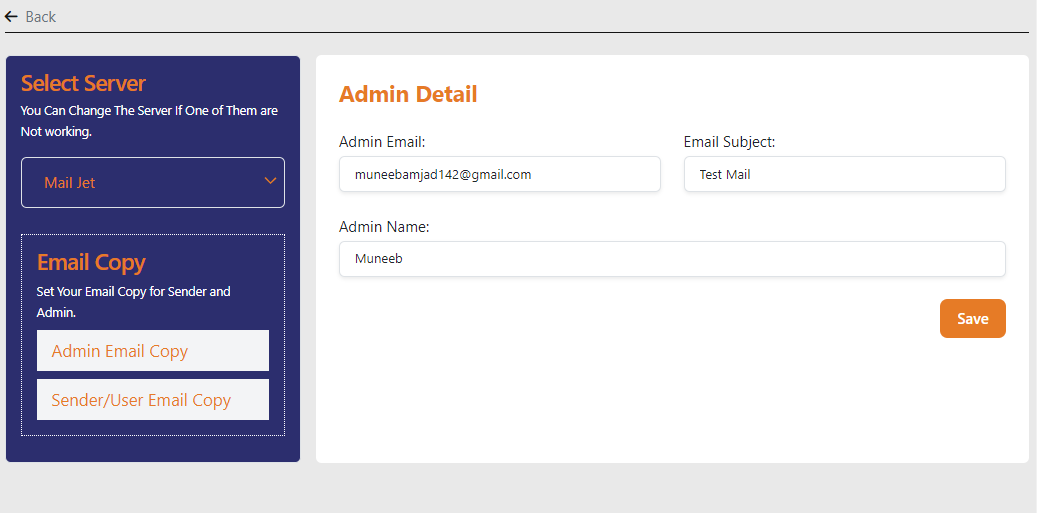 Back
Select Server
You Can Change The Server If One of Them are
Not working.
Mail Jet
Email Copy
Set Your Email Copy for Sender and
Admin.
Admin Email Copy
Sender/User Email Copy
Admin Detail
Admin Email:
muneebamjad142@gmail.com
Email Subject:
Test Mail
Admin Name:
Muneeb
Save